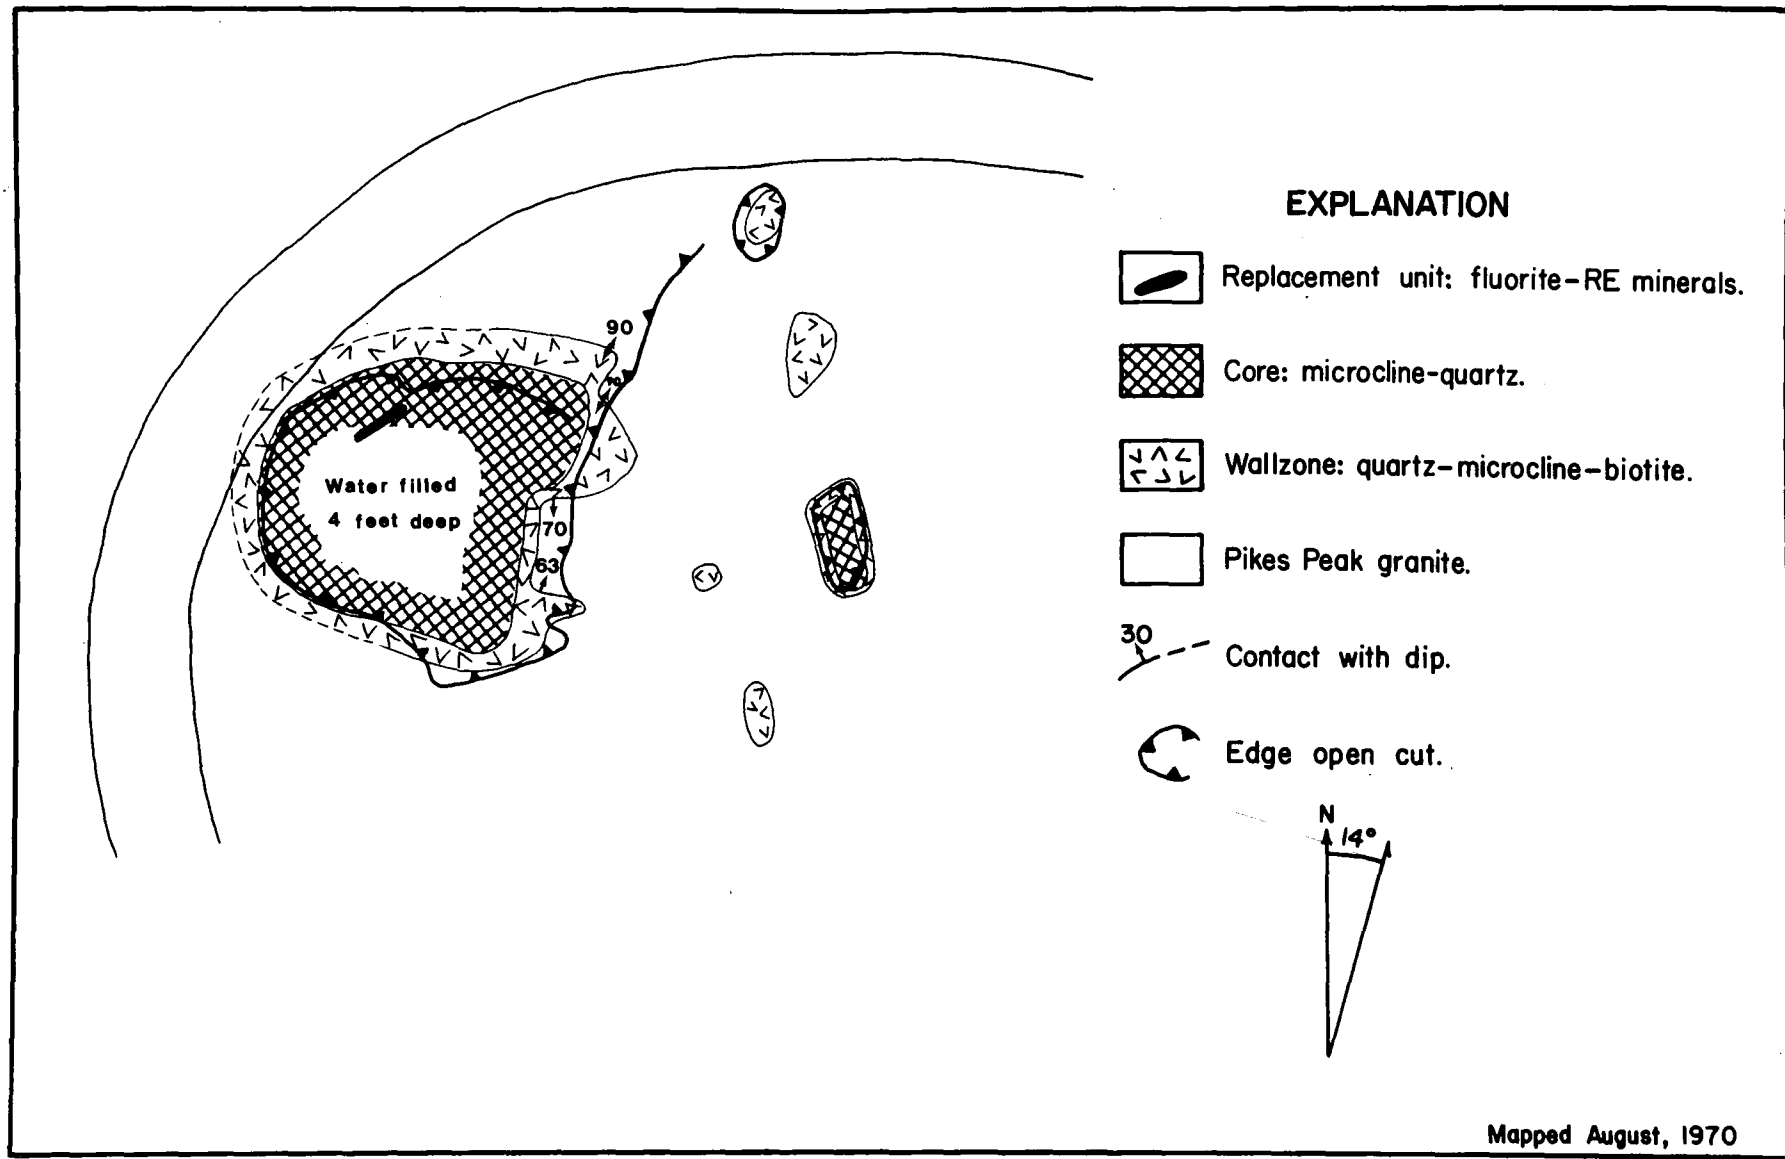 EXPLANATION
Replacement unit: fluorite-RE minerals.
Core: microcline-quartz.
Wallzone: quartz-microcline-biotite.
Pikes Peak granite.
30
Contact with dip.
Edge open cut.
N
14°
90
Water filled
4 feet deep
70
63
Mapped August, 1970